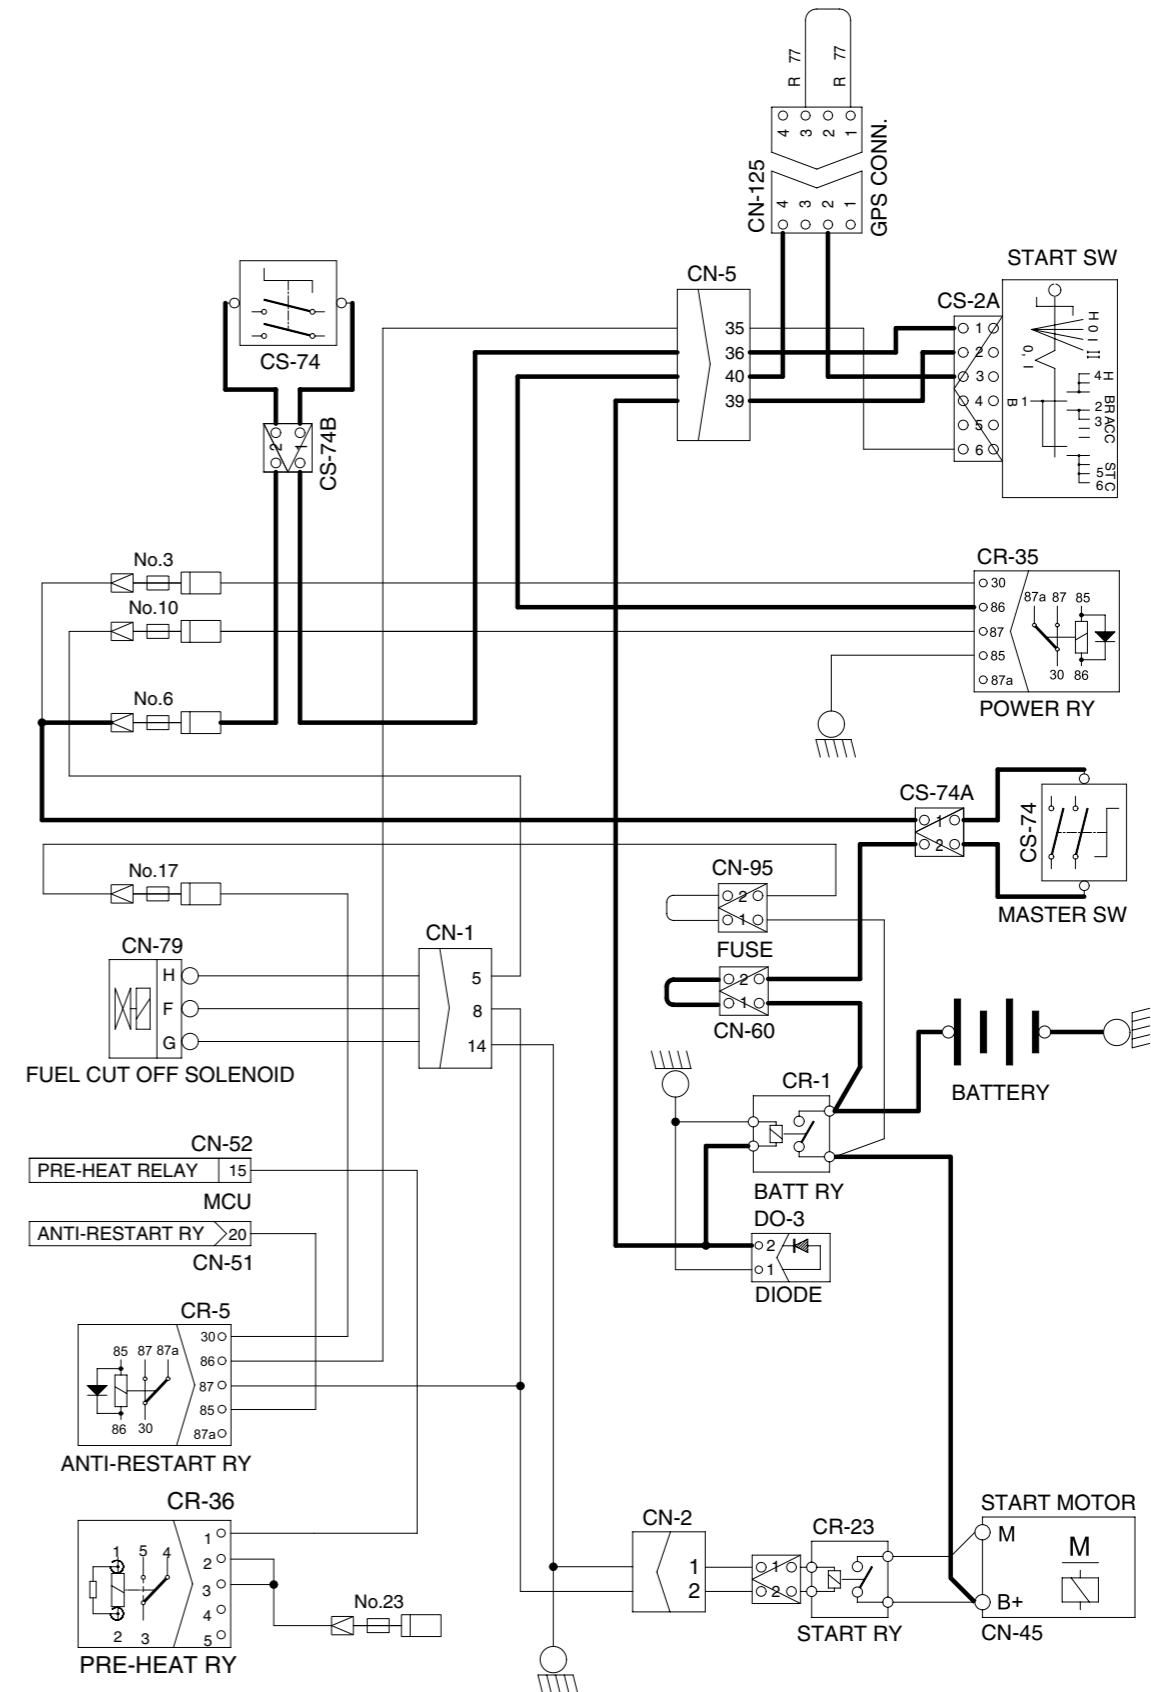 R 77
R 77
4 3 2 1
CN-125
GPS CONN.
4 3 2 1
START SW
CN-5
CS-2A
35
36
40
39
1
2
3
4
5
6
H O I II
0, I
B 1
4 H
2 BR
3 ACC
5 ST
6 C
CS-74
2 1
CS-74B
No.3
No.10
No.6
CR-35
30
86
87
85
87a
87a 87 85
30 86
POWER RY
CS-74A
1
2
CS-74
MASTER SW
No.17
CN-95
2
1
FUSE
2
1
CN-60
CN-79
H
F
G
FUEL CUT OFF SOLENOID
CN-1
5
8
14
BATTERY
CR-1
BATT RY
DO-3
2
1
DIODE
CN-52
PRE-HEAT RELAY 15
MCU
ANTI-RESTART RY 20
CN-51
CR-5
30
86
87
85
87a
85 87 87a
86 30
ANTI-RESTART RY
CR-36
1
2
3
4
5
1 5 4
2 3
PRE-HEAT RY
No.23
CN-2
1
2
1
2
CR-23
START RY
START MOTOR
M
M
B+
CN-45